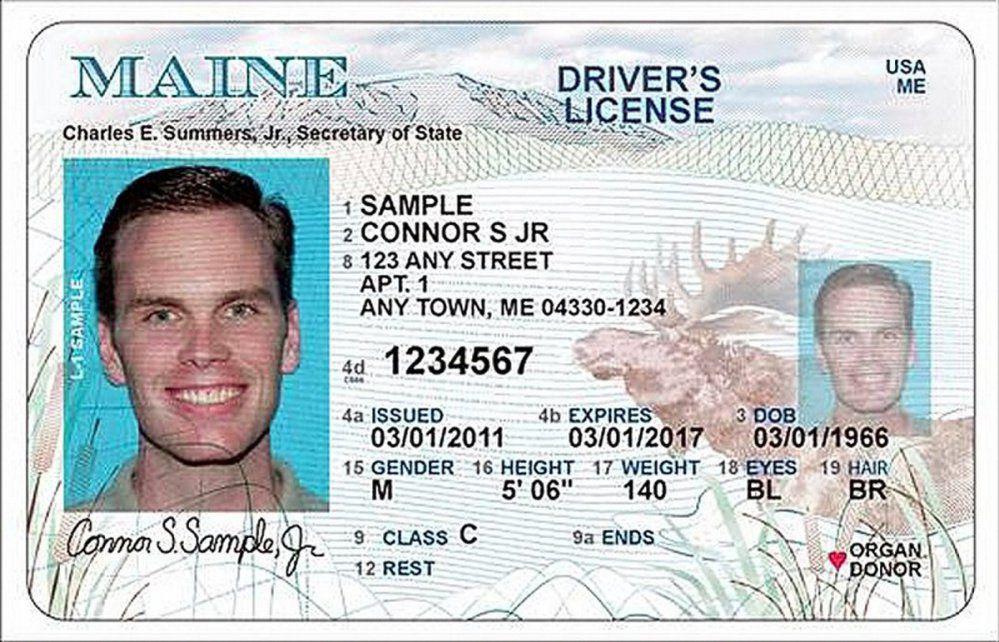 MAINE
DRIVER'S
LICENSE
USA
ME
Charles E. Summers, Jr., Secretary of State
L1 SAMPLE
1 SAMPLE
2 CONNOR S JR
8 123 ANY STREET
APT. 1
ANY TOWN, ME 04330-1234
4d 1234567
4a ISSUED 4b EXPIRES 3 DOB
03/01/2011 03/01/2017 03/01/1966
15 GENDER 16 HEIGHT 17 WEIGHT 18 EYES 19 HAIR
M 5' 06" 140 BL BR
Connor S. Sample, Jr
9 CLASS C 9a ENDS
12 REST
ORGAN
DONOR